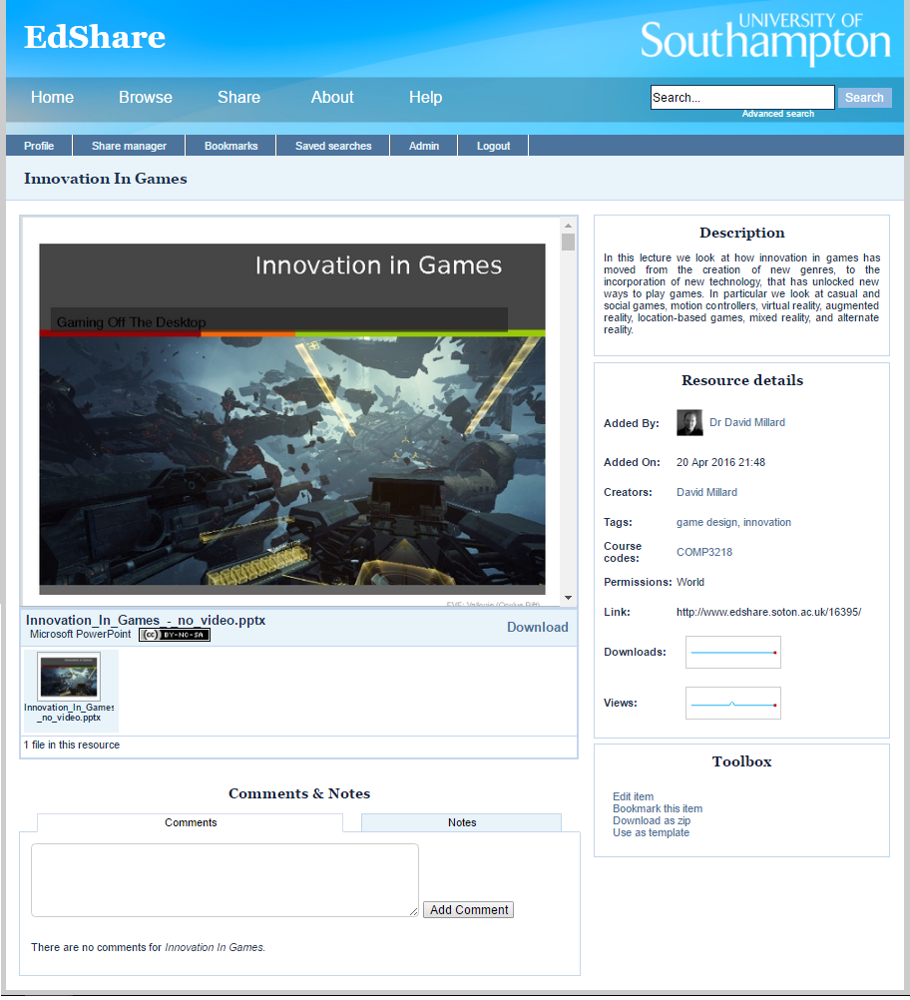 EdShare
UNIVERSITY OF
Southampton
Home Browse Share About Help
Search... Search
Advanced search
Profile Share manager Bookmarks Saved searches Admin Logout
Innovation In Games
Innovation in Games
Gaming Off The Desktop
EVE: Valkyrie (Oculus Rift)
Innovation_In_Games_-_no_video.pptx
Microsoft PowerPoint (cc) BY-NC-SA
Download
Innovation_In_Games
_no_video.pptx
1 file in this resource
Comments & Notes
Comments Notes
Add Comment
There are no comments for Innovation In Games.
Description
In this lecture we look at how innovation in games has
moved from the creation of new genres, to the
incorporation of new technology, that has unlocked new
ways to play games. In particular we look at casual and
social games, motion controllers, virtual reality, augmented
reality, location-based games, mixed reality, and alternate
reality.
Resource details
Added By: Dr David Millard
Added On: 20 Apr 2016 21:48
Creators: David Millard
Tags: game design, innovation
Course
codes: COMP3218
Permissions: World
Link: http://www.edshare.soton.ac.uk/16395/
Downloads:
Views:
Toolbox
Edit item
Bookmark this item
Download as zip
Use as template